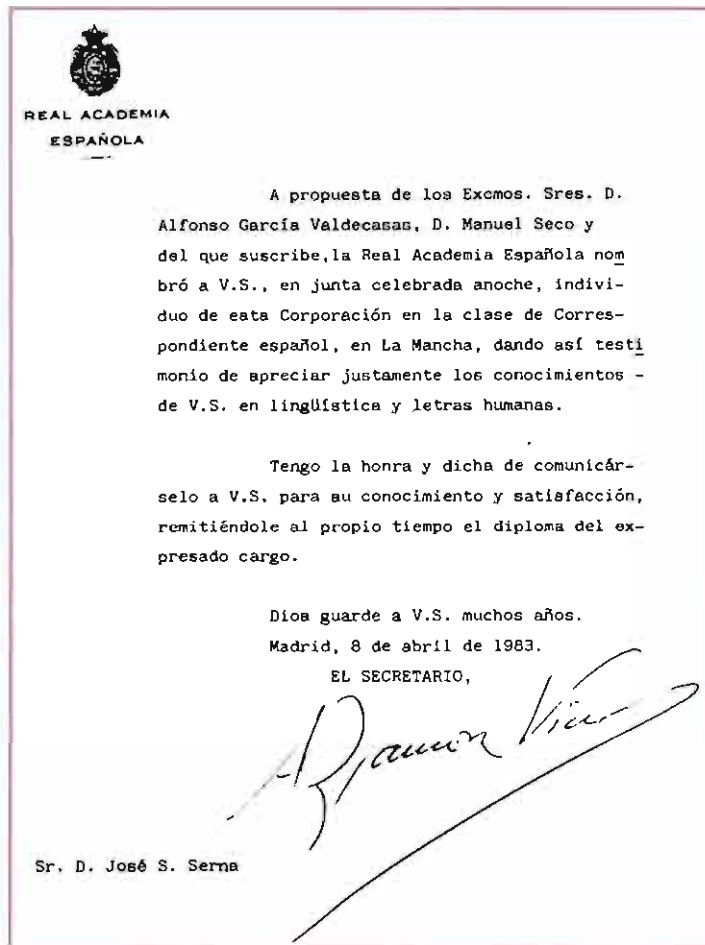 REAL ACADEMIA
ESPAÑOLA
A propuesta de los Excmos. Sres. D.
Alfonso García Valdecasas, D. Manuel Seco y
del que suscribe,la Real Academia Española nom
bró a V.S., en junta celebrada anoche, indivi-
duo de esta Corporación en la clase de Corres-
pondiente español, en La Mancha, dando así testi
monio de apreciar justamente los conocimientos -
de V.S. en lingüística y letras humanas.
Tengo la honra y dicha de comunicár-
selo a V.S. para su conocimiento y satisfacción,
remitiéndole al propio tiempo el diploma del ex-
presado cargo.
Dios guarde a V.S. muchos años.
Madrid, 8 de abril de 1983.
EL SECRETARIO,
Sr. D. José S. Serna